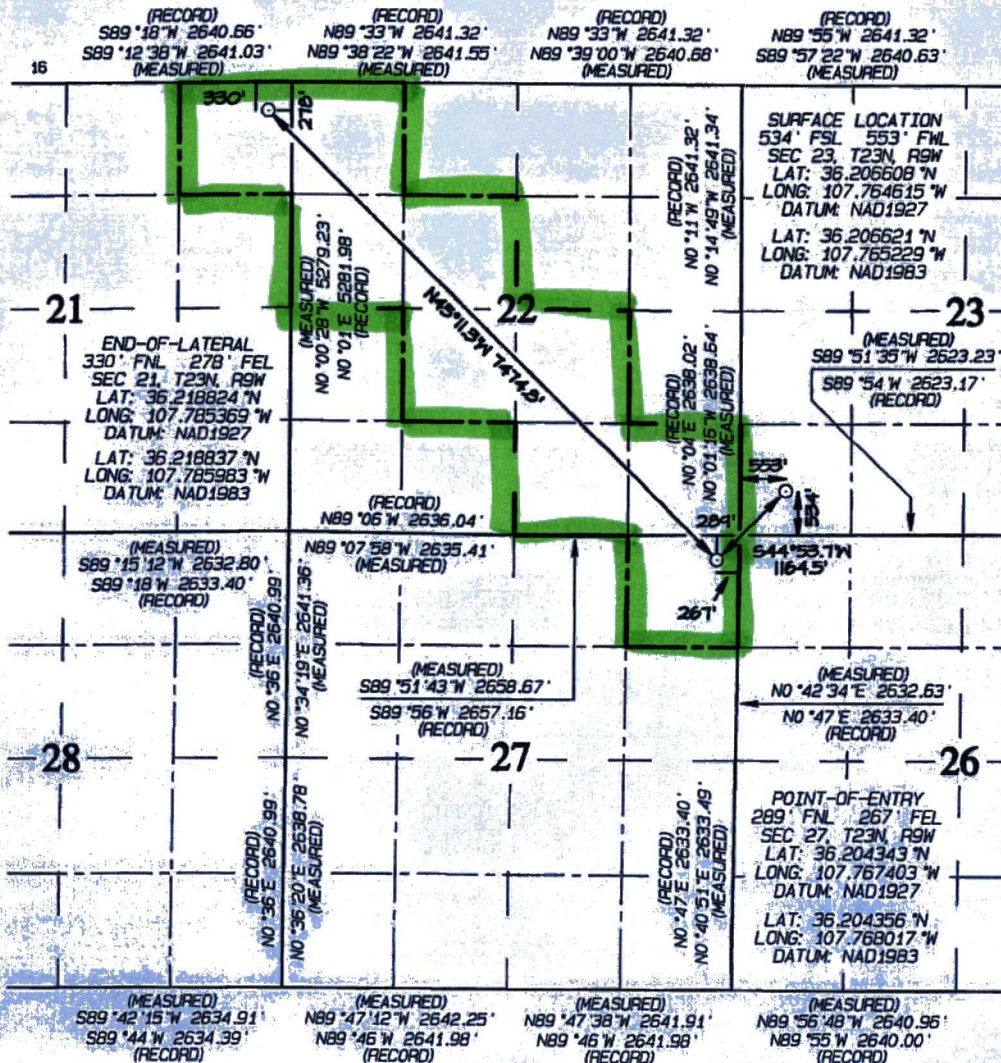 (RECORD)
S89°18'W 2640.66'
S89°12'38"W 2641.03'
(MEASURED)
(RECORD)
N89°33'W 2641.32'
N89°38'22"W 2641.55'
(MEASURED)
(RECORD)
N89°33'W 2641.32'
N89°39'00"W 2640.68'
(MEASURED)
(RECORD)
N89°55'W 2641.32'
S89°57'22"W 2640.63'
(MEASURED)
16
330'
278'
(RECORD)
N0°11'W 2641.32'
N0°14'49"W 2641.34'
(MEASURED)
SURFACE LOCATION
534' FSL 553' FWL
SEC 23, T23N, R9W
LAT: 36.206608°N
LONG: 107.764615°W
DATUM: NAD1927
LAT: 36.206621°N
LONG: 107.765229°W
DATUM: NAD1983
(MEASURED)
N0°00'28"W 5279.23'
N0°01'E 5281.98'
(RECORD)
N45°11.3'W 7474.8'
21
22
23
END-OF-LATERAL
330' FNL 278' FEL
SEC 21, T23N, R9W
LAT: 36.218824°N
LONG: 107.785369°W
DATUM: NAD1927
LAT: 36.218837°N
LONG: 107.785983°W
DATUM: NAD1983
(MEASURED)
S89°51'35"W 2623.23'
S89°54'W 2623.17'
(RECORD)
(RECORD)
N0°04'E 2638.02'
N0°01'16"W 2638.64'
(MEASURED)
553'
534'
(RECORD)
N89°06'W 2636.04'
N89°07'58"W 2635.41'
(MEASURED)
289'
S44°53.7'W
1164.5'
267'
(MEASURED)
S89°15'12"W 2632.80'
S89°18'W 2633.40'
(RECORD)
(RECORD)
N0°36'E 2640.99'
N0°34'19"E 2641.36'
(MEASURED)
(MEASURED)
S89°51'43"W 2658.67'
S89°56'W 2657.16'
(RECORD)
(MEASURED)
N0°42'34"E 2632.63'
N0°47'E 2633.40'
(RECORD)
28
27
26
(RECORD)
N0°36'E 2640.99'
N0°36'20"E 2638.78'
(MEASURED)
(RECORD)
N0°47'E 2633.40'
N0°40'51"E 2633.49'
(MEASURED)
POINT-OF-ENTRY
289' FNL 267' FEL
SEC 27, T23N, R9W
LAT: 36.204343°N
LONG: 107.767403°W
DATUM: NAD1927
LAT: 36.204356°N
LONG: 107.768017°W
DATUM: NAD1983
(MEASURED)
S89°42'15"W 2634.91'
S89°44'W 2634.39'
(RECORD)
(MEASURED)
N89°47'12"W 2642.25'
N89°46'W 2641.98'
(RECORD)
(MEASURED)
N89°47'38"W 2641.91'
N89°46'W 2641.98'
(RECORD)
(MEASURED)
N89°56'48"W 2640.96'
N89°55'W 2640.00'
(RECORD)